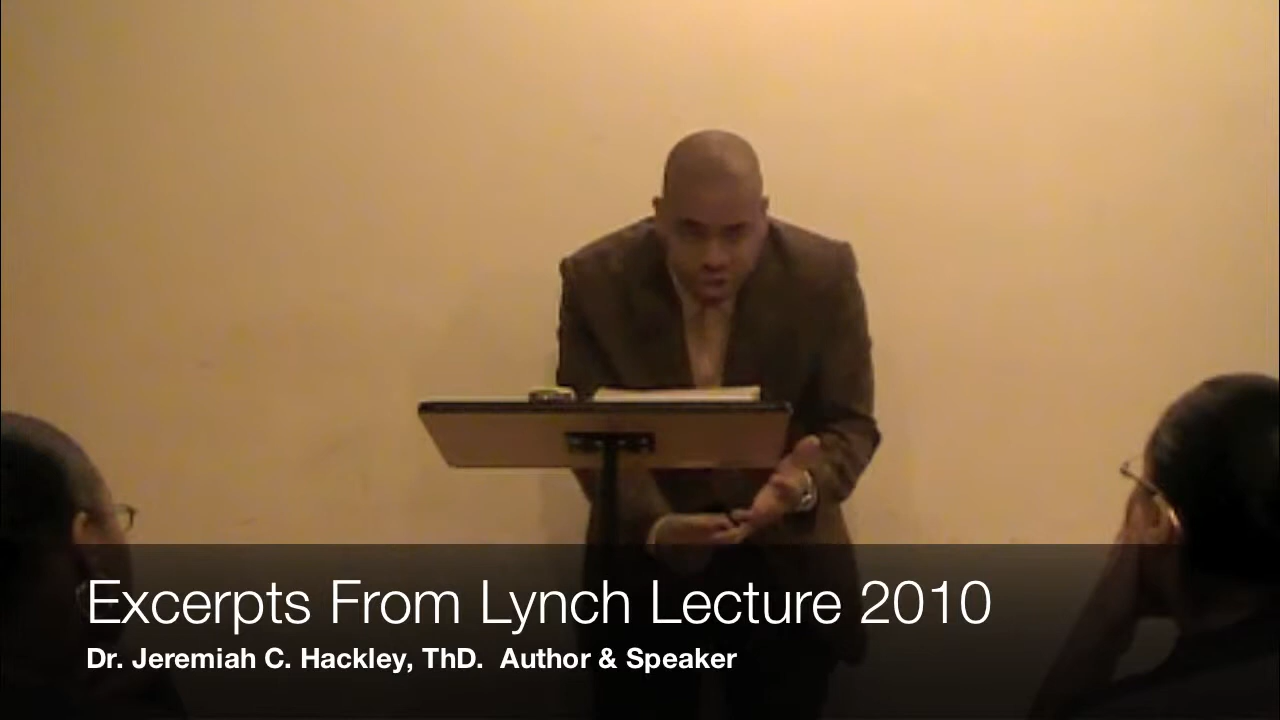 Excerpts From Lynch Lecture 2010
Dr. Jeremiah C. Hackley, ThD.  Author & Speaker